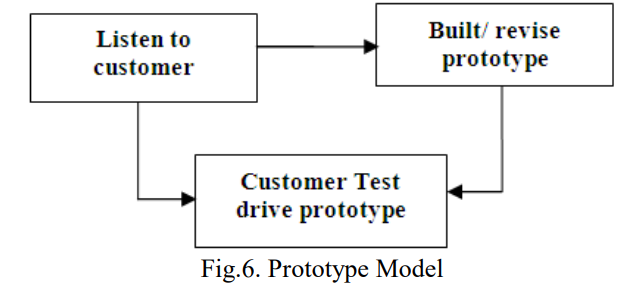 Listen to
customer
Built/ revise
prototype
Customer Test
drive prototype
Fig.6. Prototype Model